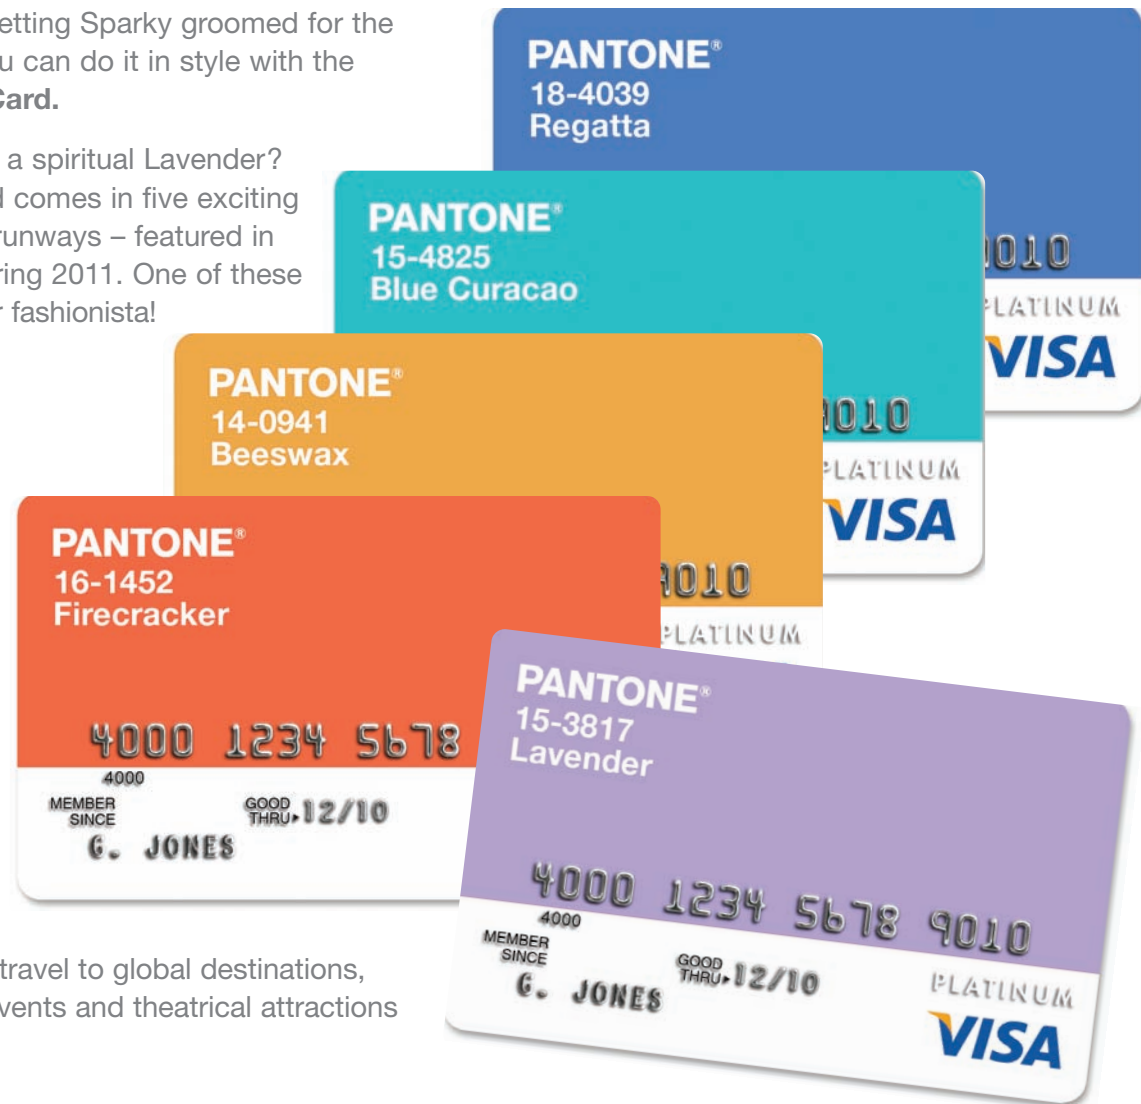 etting Sparky groomed for the
u can do it in style with the
Card.
a spiritual Lavender?
d comes in five exciting
runways – featured in
ring 2011. One of these
r fashionista!
PANTONE®
18-4039
Regatta
9010
PLATINUM
VISA
PANTONE®
15-4825
Blue Curacao
9010
PLATINUM
VISA
PANTONE®
14-0941
Beeswax
9010
PLATINUM
PANTONE®
16-1452
Firecracker
4000 1234 5678
4000
MEMBER
SINCE
GOOD
THRU▸12/10
G. JONES
PANTONE®
15-3817
Lavender
4000 1234 5678 9010
4000
MEMBER
SINCE
GOOD
THRU▸12/10
G. JONES
PLATINUM
VISA
travel to global destinations,
vents and theatrical attractions